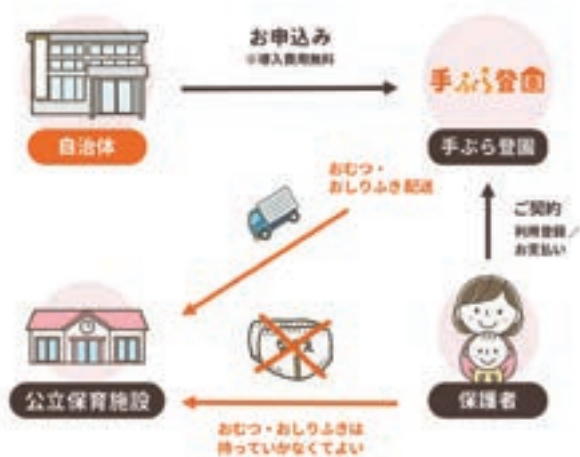 お申込み
※導入費用無料
手ぶら登園
自治体
手ぶら登園
おむつ・
おしりふき配送
ご契約
利用登録／
お支払い
公立保育施設
保護者
おむつ・おしりふきは
持っていかなくてよい